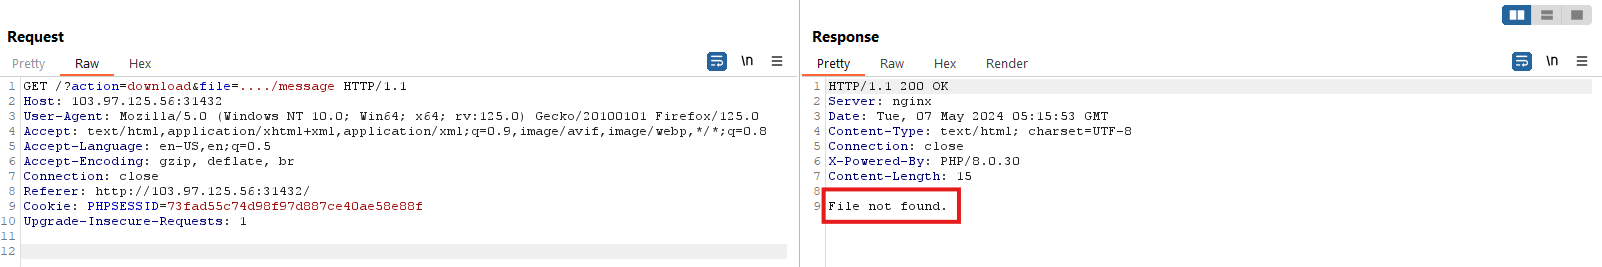 Request
Pretty Raw Hex \n
1 GET /?action=download&file=..../message HTTP/1.1
2 Host: 103.97.125.56:31432
3 User-Agent: Mozilla/5.0 (Windows NT 10.0; Win64; x64; rv:125.0) Gecko/20100101 Firefox/125.0
4 Accept: text/html,application/xhtml+xml,application/xml;q=0.9,image/avif,image/webp,*/*;q=0.8
5 Accept-Language: en-US,en;q=0.5
6 Accept-Encoding: gzip, deflate, br
7 Connection: close
8 Referer: http://103.97.125.56:31432/
9 Cookie: PHPSESSID=73fad55c74d98f97d887ce40ae58e88f
10 Upgrade-Insecure-Requests: 1
11
12
Response
Pretty Raw Hex Render \n
1 HTTP/1.1 200 OK
2 Server: nginx
3 Date: Tue, 07 May 2024 05:15:53 GMT
4 Content-Type: text/html; charset=UTF-8
5 Connection: close
6 X-Powered-By: PHP/8.0.30
7 Content-Length: 15
8
9 File not found.